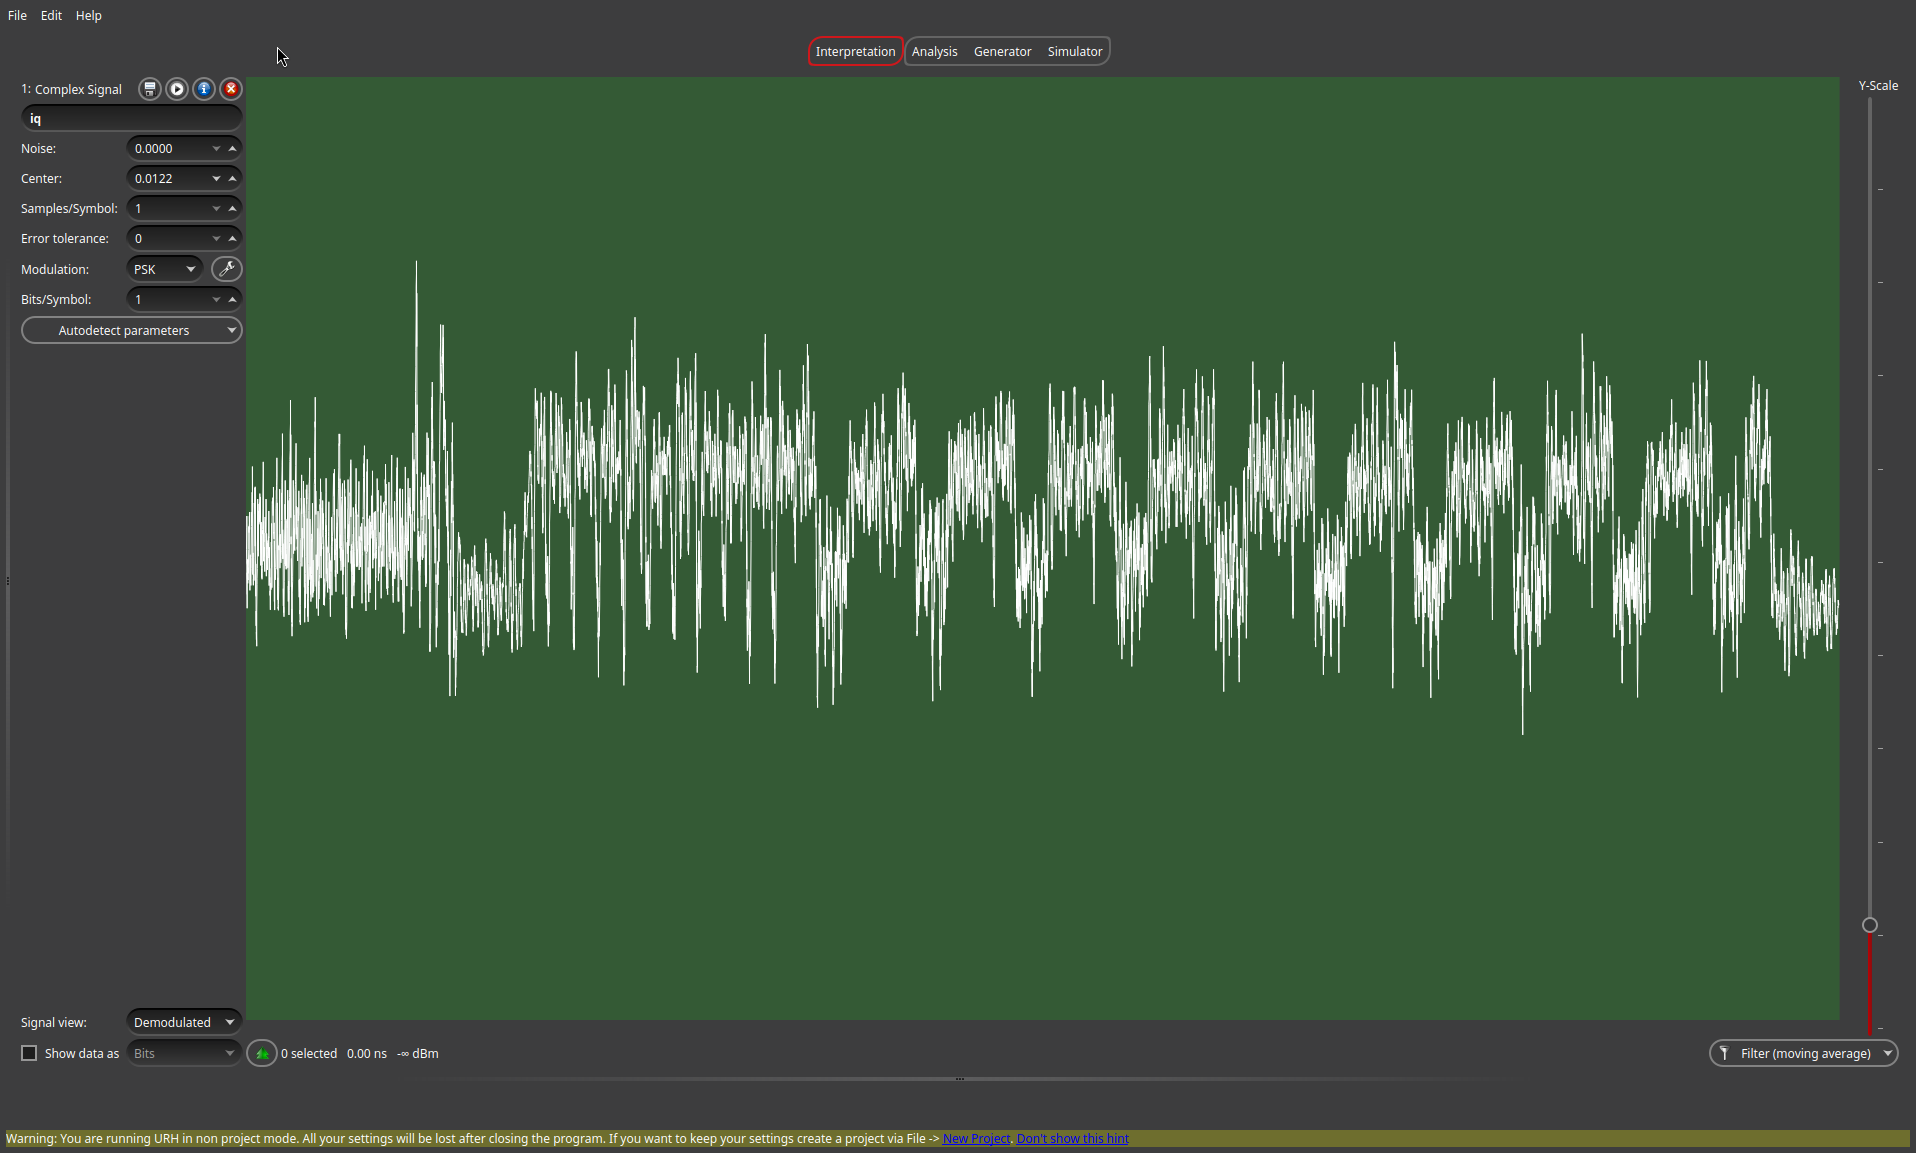 File Edit Help
Interpretation Analysis Generator Simulator
1: Complex Signal
Y-Scale
iq
Noise: 0.0000
Center: 0.0122
Samples/Symbol: 1
Error tolerance: 0
Modulation: PSK
Bits/Symbol: 1
Autodetect parameters
Signal view: Demodulated
Show data as Bits 0 selected 0.00 ns -∞ dBm Filter (moving average)
Warning: You are running URH in non project mode. All your settings will be lost after closing the program. If you want to keep your settings create a project via File -> New Project. Don't show this hint